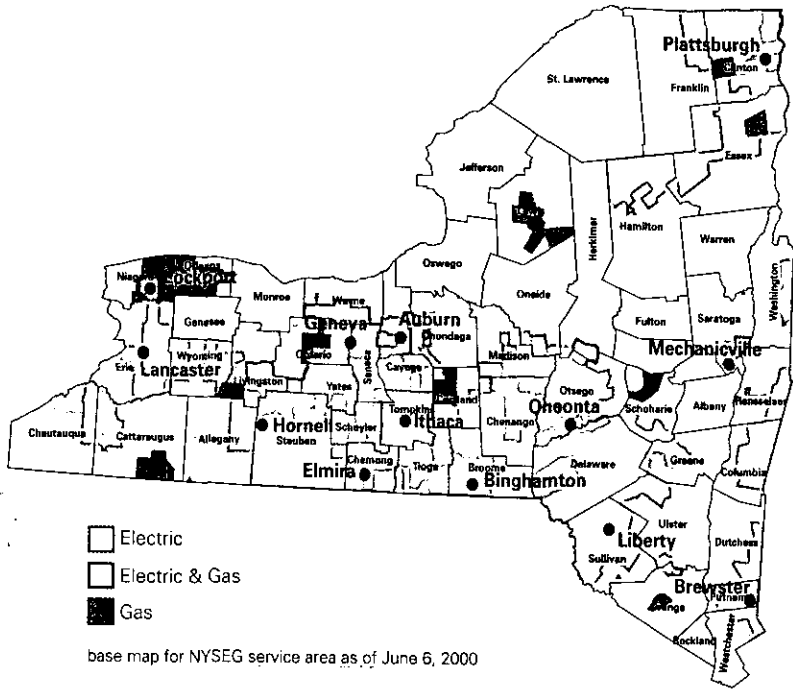 Plattsburgh
Clinton
St. Lawrence
Franklin
Essex
Jefferson
Lewis
Hamilton
Herkimer
Warren
Washington
Oswego
Oneida
Niagara
Orleans
Lockport
Monroe
Wayne
Fulton
Saratoga
Genesee
Geneva
Auburn
Onondaga
Mechanicville
Madison
Erie
Lancaster
Wyoming
Ontario
Seneca
Cayuga
Livingston
Yates
Cortland
Otsego
Oneonta
Schoharie
Albany
Rensselaer
Chautauqua
Cattaraugus
Allegany
Hornell
Steuben
Schuyler
Tompkins
Ithaca
Chenango
Elmira
Chemung
Tioga
Broome
Binghamton
Delaware
Greene
Columbia
Ulster
Liberty
Sullivan
Dutchess
Brewster
Putnam
Orange
Rockland
Westchester
Electric
Electric & Gas
Gas
base map for NYSEG service area as of June 6, 2000